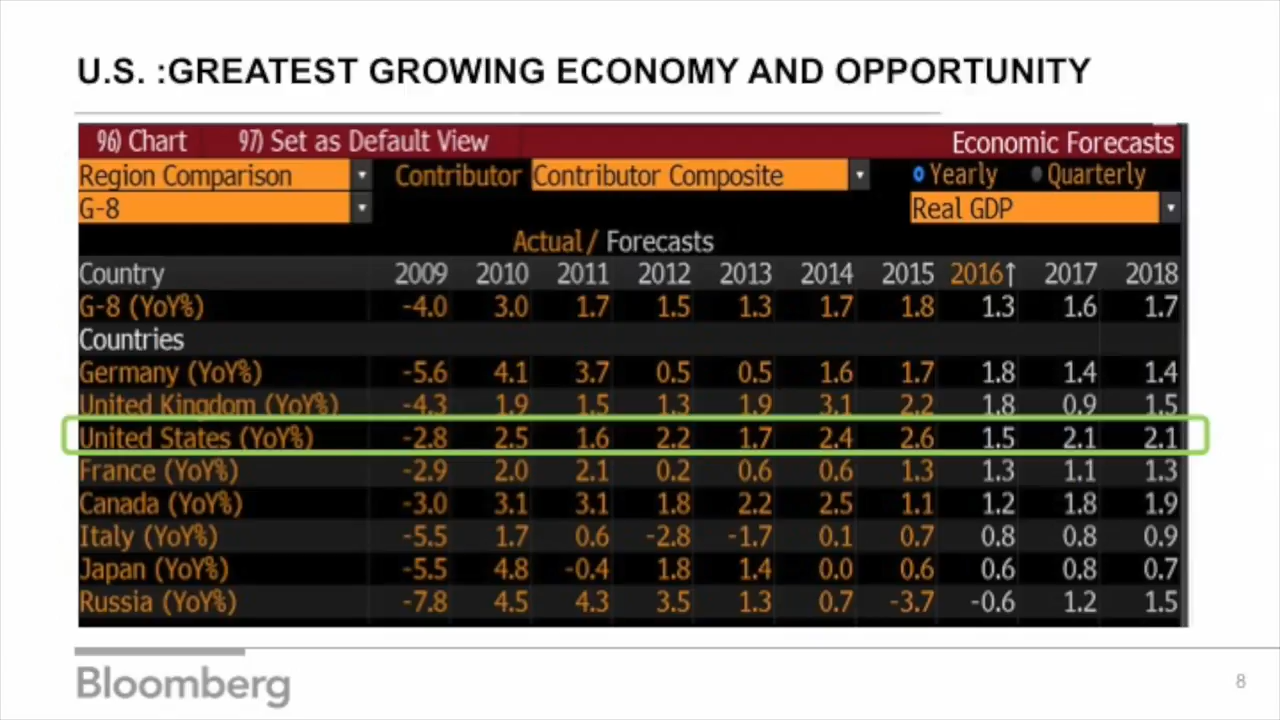 U.S. :GREATEST GROWING ECONOMY AND OPPORTUNITY
96) Chart 97) Set as Default View Economic Forecasts
Region Comparison Contributor Contributor Composite Yearly Quarterly
G-8 Real GDP
Actual / Forecasts
Country 2009 2010 2011 2012 2013 2014 2015 2016↑ 2017 2018
G-8 (YoY%) -4.0 3.0 1.7 1.5 1.3 1.7 1.8 1.3 1.6 1.7
Countries
Germany (YoY%) -5.6 4.1 3.7 0.5 0.5 1.6 1.7 1.8 1.4 1.4
United Kingdom (YoY%) -4.3 1.9 1.5 1.3 1.9 3.1 2.2 1.8 0.9 1.5
United States (YoY%) -2.8 2.5 1.6 2.2 1.7 2.4 2.6 1.5 2.1 2.1
France (YoY%) -2.9 2.0 2.1 0.2 0.6 0.6 1.3 1.3 1.1 1.3
Canada (YoY%) -3.0 3.1 3.1 1.8 2.2 2.5 1.1 1.2 1.8 1.9
Italy (YoY%) -5.5 1.7 0.6 -2.8 -1.7 0.1 0.7 0.8 0.8 0.9
Japan (YoY%) -5.5 4.8 -0.4 1.8 1.4 0.0 0.6 0.6 0.8 0.7
Russia (YoY%) -7.8 4.5 4.3 3.5 1.3 0.7 -3.7 -0.6 1.2 1.5
Bloomberg
8